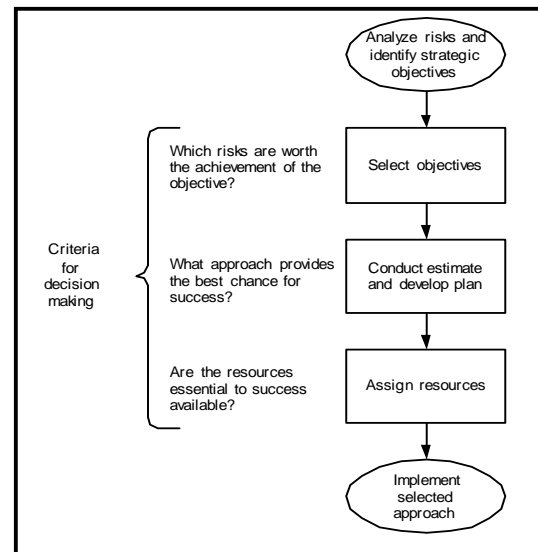 Analyze risks and
identify strategic
objectives
Which risks are worth
the achievement of the
objective?
Select objectives
Criteria
for
decision
making
What approach provides
the best chance for
success?
Conduct estimate
and develop plan
Are the resources
essential to success
available?
Assign resources
Implement
selected
approach